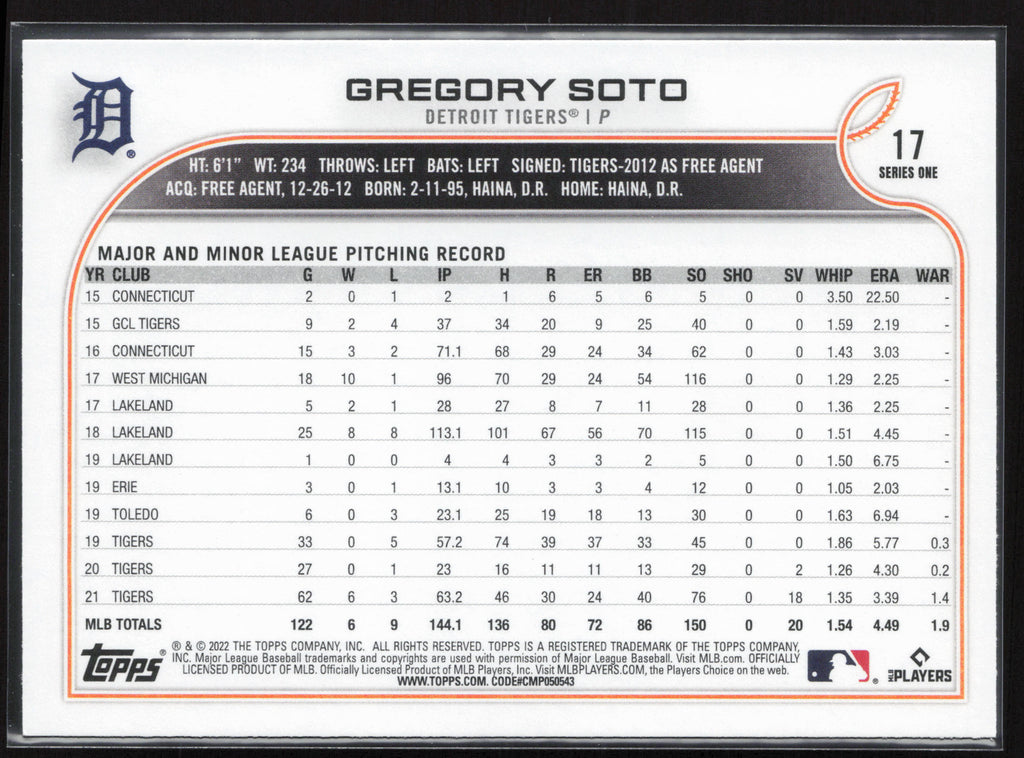 D®
GREGORY SOTO
DETROIT TIGERS® | P
17
SERIES ONE
HT: 6'1" WT: 234 THROWS: LEFT BATS: LEFT SIGNED: TIGERS-2012 AS FREE AGENT
ACQ: FREE AGENT, 12-26-12 BORN: 2-11-95, HAINA, D.R. HOME: HAINA, D.R.
MAJOR AND MINOR LEAGUE PITCHING RECORD
YR CLUB G W L IP H R ER BB SO SHO SV WHIP ERA WAR
15 CONNECTICUT 2 0 1 2 1 6 5 6 5 0 0 3.50 22.50 -
15 GCL TIGERS 9 2 4 37 34 20 9 25 40 0 0 1.59 2.19 -
16 CONNECTICUT 15 3 2 71.1 68 29 24 34 62 0 0 1.43 3.03 -
17 WEST MICHIGAN 18 10 1 96 70 29 24 54 116 0 0 1.29 2.25 -
17 LAKELAND 5 2 1 28 27 8 7 11 28 0 0 1.36 2.25 -
18 LAKELAND 25 8 8 113.1 101 67 56 70 115 0 0 1.51 4.45 -
19 LAKELAND 1 0 0 4 4 3 3 2 5 0 0 1.50 6.75 -
19 ERIE 3 0 1 13.1 10 3 3 4 12 0 0 1.05 2.03 -
19 TOLEDO 6 0 3 23.1 25 19 18 13 30 0 0 1.63 6.94 -
19 TIGERS 33 0 5 57.2 74 39 37 33 45 0 0 1.86 5.77 0.3
20 TIGERS 27 0 1 23 16 11 11 13 29 0 2 1.26 4.30 0.2
21 TIGERS 62 6 3 63.2 46 30 24 40 76 0 18 1.35 3.39 1.4
MLB TOTALS 122 6 9 144.1 136 80 72 86 150 0 20 1.54 4.49 1.9
TOPPS®
® & © 2022 THE TOPPS COMPANY, INC. ALL RIGHTS RESERVED. TOPPS IS A REGISTERED TRADEMARK OF THE TOPPS COMPANY,
INC. Major League Baseball trademarks and copyrights are used with permission of Major League Baseball. Visit MLB.com. OFFICIALLY
LICENSED PRODUCT OF MLB. Officially Licensed Product of MLB Players, Inc. Visit MLBPLAYERS.COM, the Players Choice on the web.
WWW.TOPPS.COM. CODE#CMP050543
MLB PLAYERS